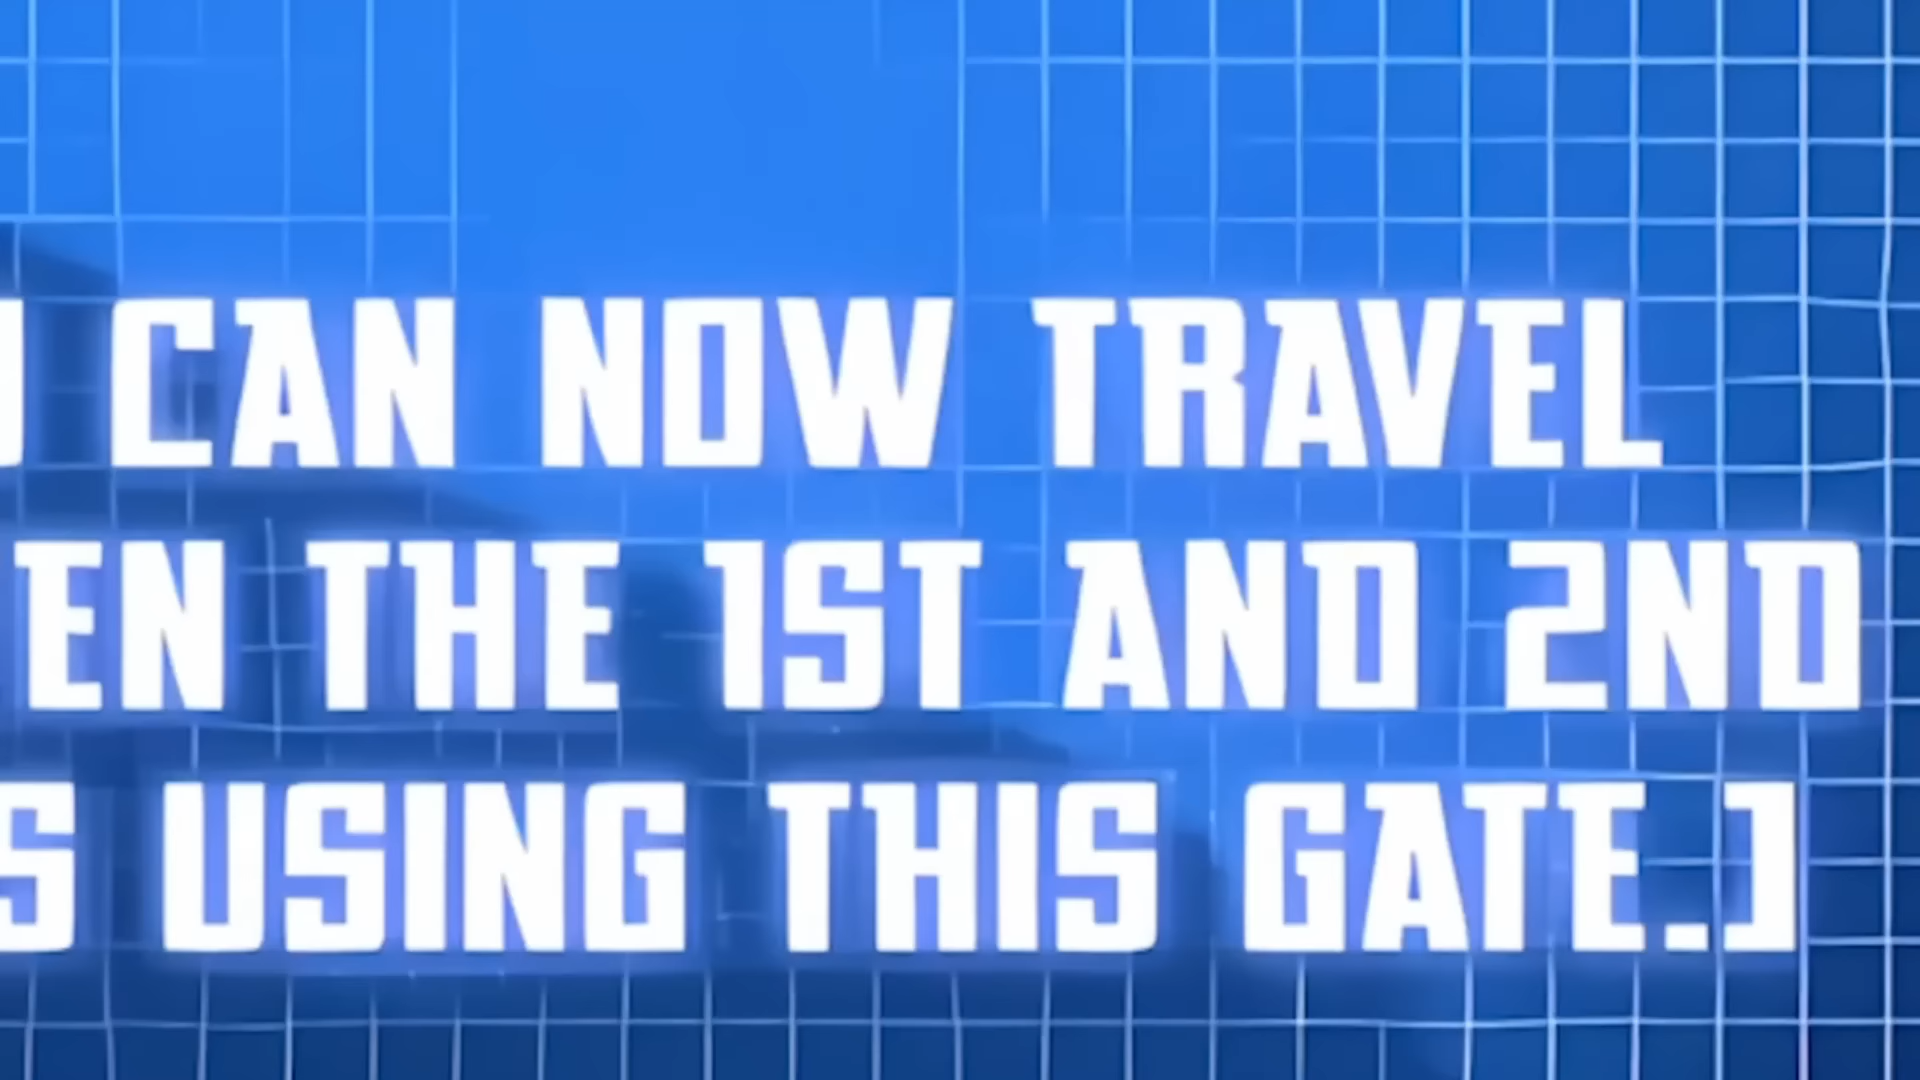 CAN NOW TRAVEL
EN THE 1ST AND 2ND
S USING THIS GATE.]